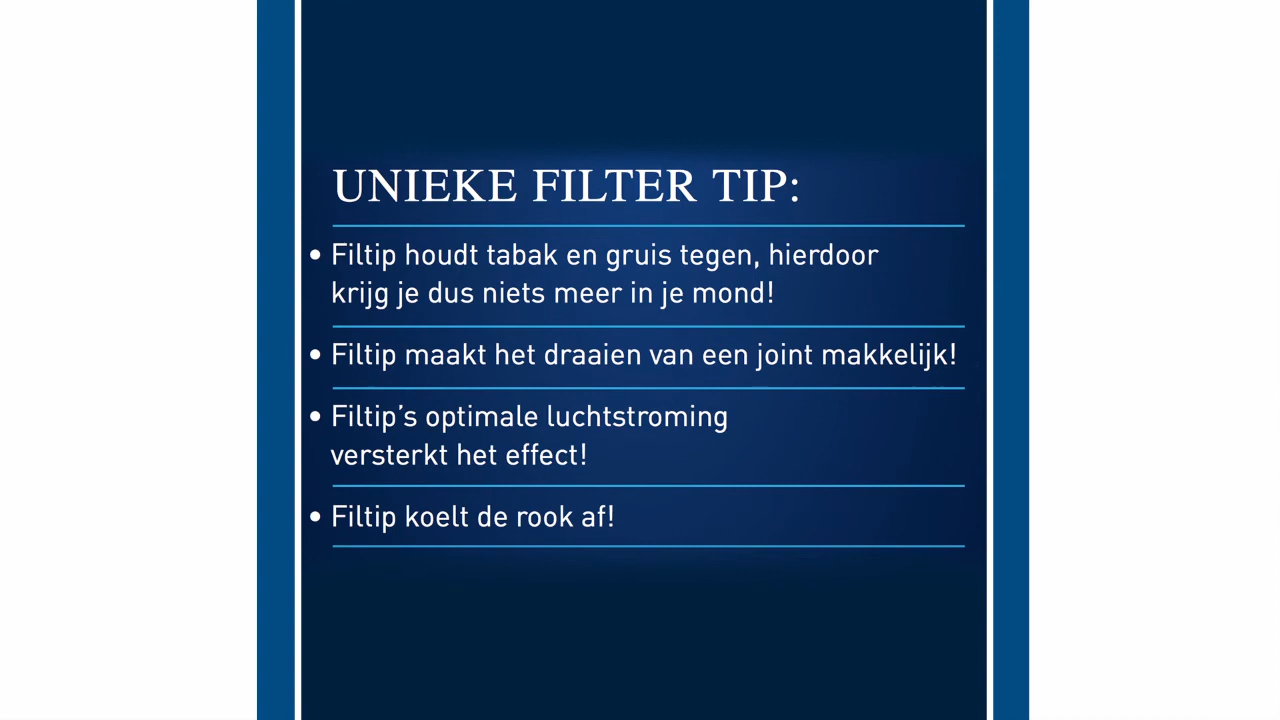 UNIEKE FILTER TIP:
• Filtip houdt tabak en gruis tegen, hierdoor
krijg je dus niets meer in je mond!
• Filtip maakt het draaien van een joint makkelijk!
• Filtip’s optimale luchtstroming
versterkt het effect!
• Filtip koelt de rook af!